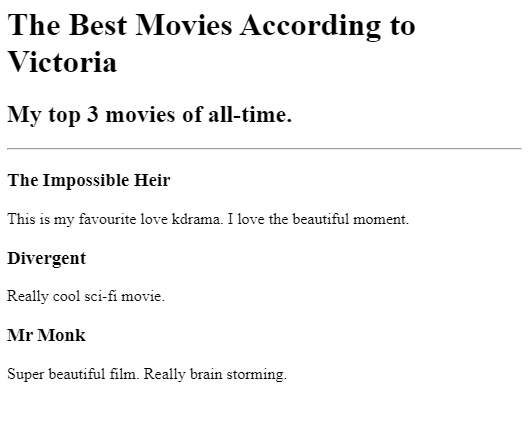 The Best Movies According to
Victoria
My top 3 movies of all-time.
The Impossible Heir
This is my favourite love kdrama. I love the beautiful moment.
Divergent
Really cool sci-fi movie.
Mr Monk
Super beautiful film. Really brain storming.